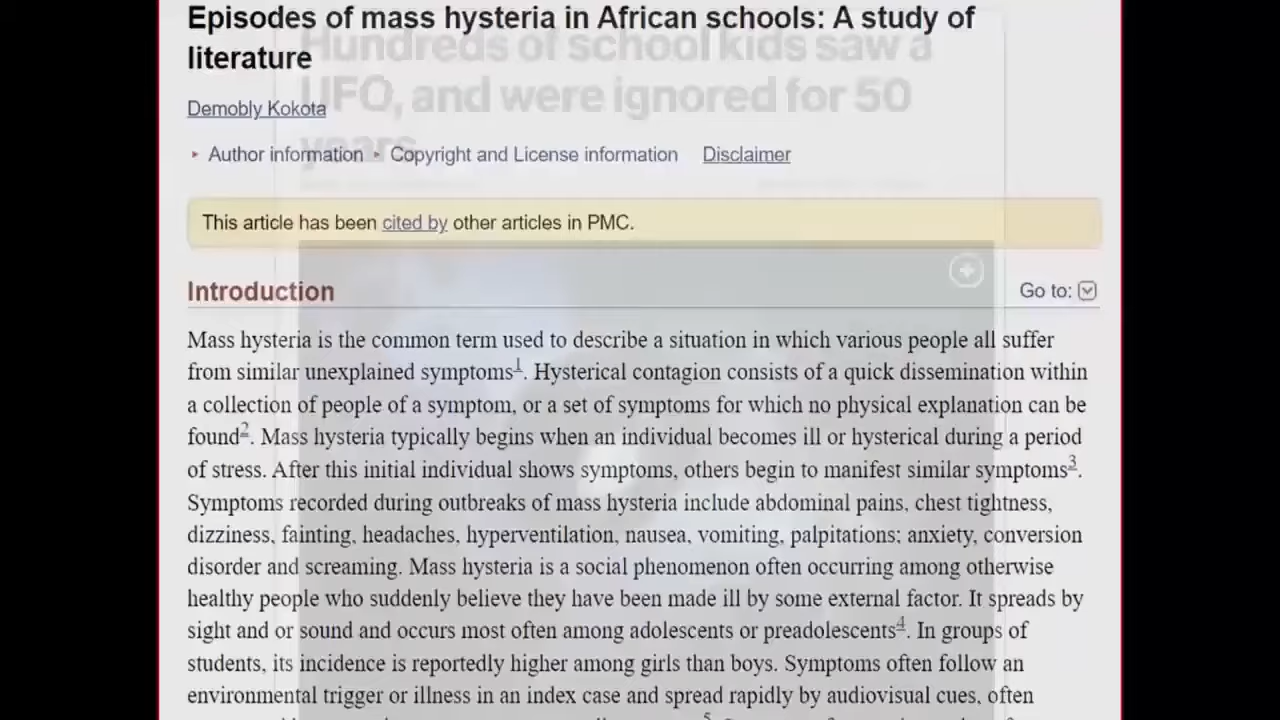 Episodes of mass hysteria in African schools: A study of
literature
Hundreds of school kids saw a
UFO, and were ignored for 50
years
Demobly Kokota
Author information Copyright and License information Disclaimer
This article has been cited by other articles in PMC.
Introduction
Go to:
Mass hysteria is the common term used to describe a situation in which various people all suffer
from similar unexplained symptoms1. Hysterical contagion consists of a quick dissemination within
a collection of people of a symptom, or a set of symptoms for which no physical explanation can be
found2. Mass hysteria typically begins when an individual becomes ill or hysterical during a period
of stress. After this initial individual shows symptoms, others begin to manifest similar symptoms3.
Symptoms recorded during outbreaks of mass hysteria include abdominal pains, chest tightness,
dizziness, fainting, headaches, hyperventilation, nausea, vomiting, palpitations; anxiety, conversion
disorder and screaming. Mass hysteria is a social phenomenon often occurring among otherwise
healthy people who suddenly believe they have been made ill by some external factor. It spreads by
sight and or sound and occurs most often among adolescents or preadolescents4. In groups of
students, its incidence is reportedly higher among girls than boys. Symptoms often follow an
environmental trigger or illness in an index case and spread rapidly by audiovisual cues, often